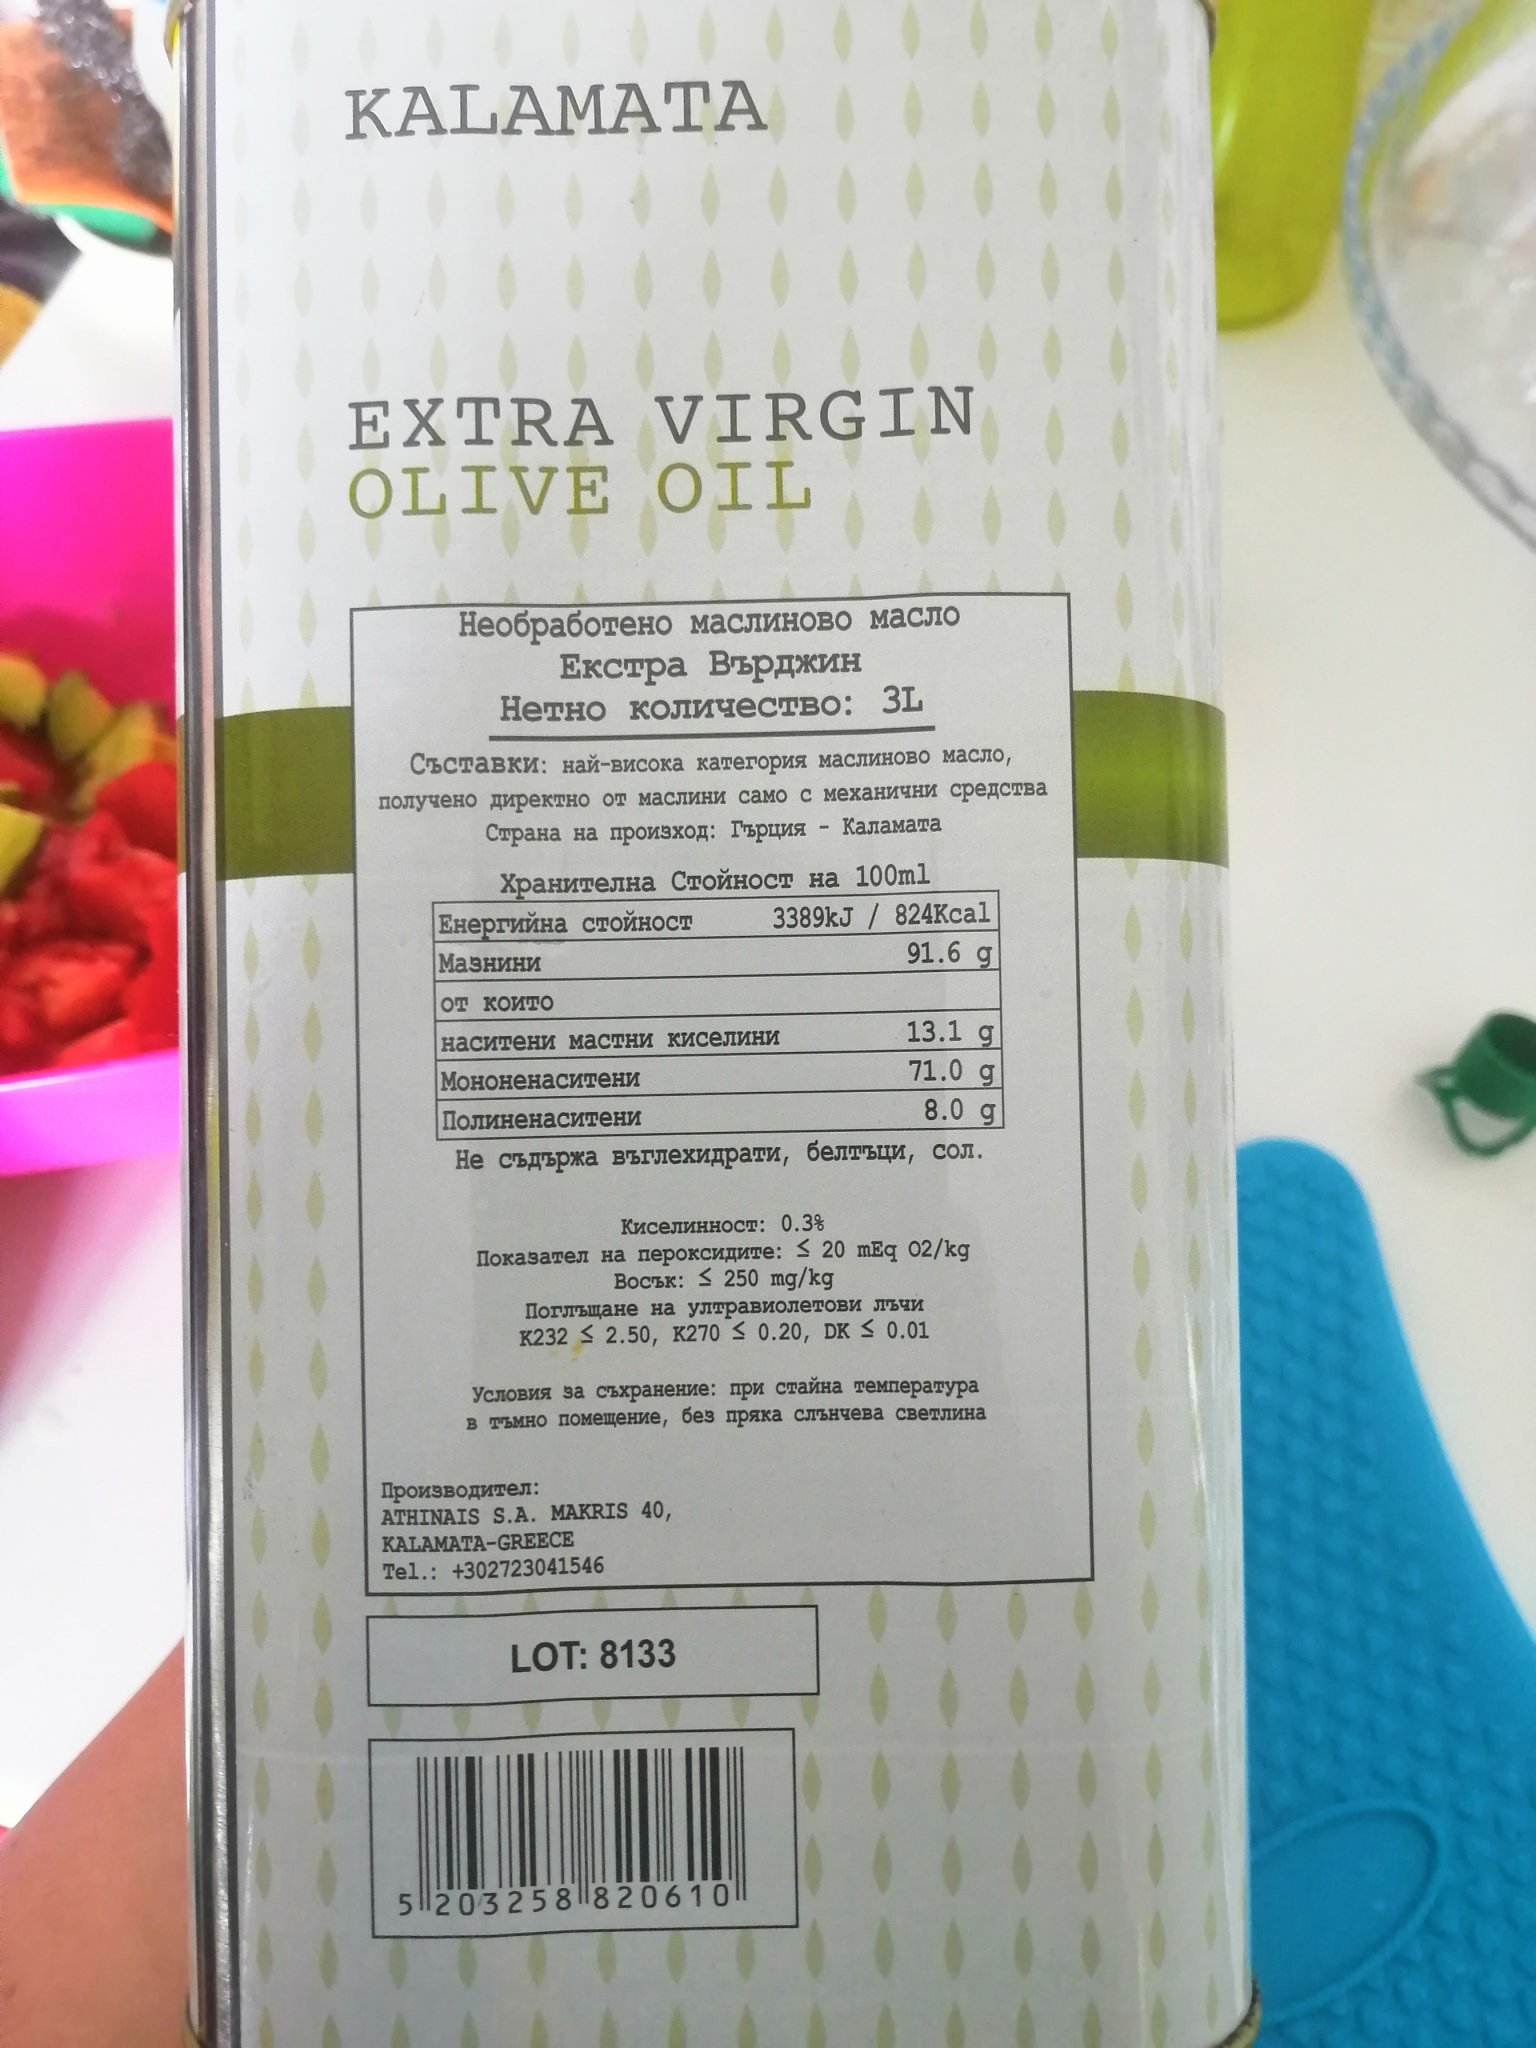 KALAMATA
EXTRA VIRGIN
OLIVE OIL
Необработено маслиново масло
Екстра Върджин
Нетно количество: 3L
Съставки: най-висока категория маслиново масло,
получено директно от маслини само с механични средства
Страна на произход: Гърция - Каламата
Хранителна Стойност на 100ml
Енергийна стойност 3389kJ / 824Kcal
Мазнини 91.6 g
от които
наситени мастни киселини 13.1 g
Мононенаситени 71.0 g
Полиненаситени 8.0 g
Не съдържа въглехидрати, белтъци, сол.
Киселинност: 0.3%
Показател на пероксидите: ≤ 20 mEq O2/kg
Восък: ≤ 250 mg/kg
Поглъщане на ултравиолетови лъчи
K232 ≤ 2.50, K270 ≤ 0.20, DK ≤ 0.01
Условия за съхранение: при стайна температура
в тъмно помещение, без пряка слънчева светлина
Производител:
ATHINAIS S.A. MAKRIS 40,
KALAMATA-GREECE
Tel.: +302723041546
LOT: 8133
5 203258 820610